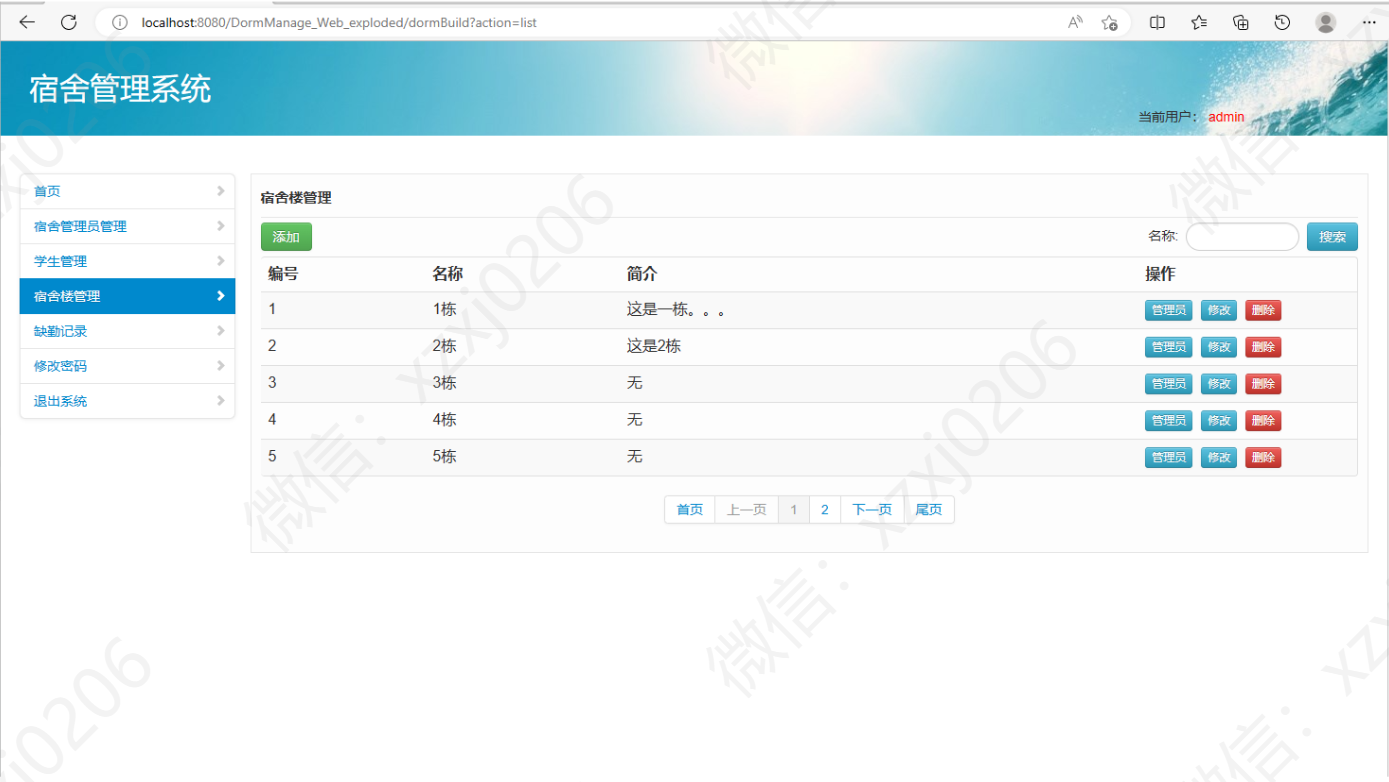 localhost:8080/DormManage_Web_exploded/dormBuild?action=list
宿舍管理系统
当前用户： admin
首页
宿舍管理员管理
学生管理
宿舍楼管理
缺勤记录
修改密码
退出系统
宿舍楼管理
添加 名称: 搜索
编号 名称 简介 操作
1 1栋 这是一栋。。。 管理员 修改 删除
2 2栋 这是2栋 管理员 修改 删除
3 3栋 无 管理员 修改 删除
4 4栋 无 管理员 修改 删除
5 5栋 无 管理员 修改 删除
首页 上一页 1 2 下一页 尾页
微信：xzxj0206